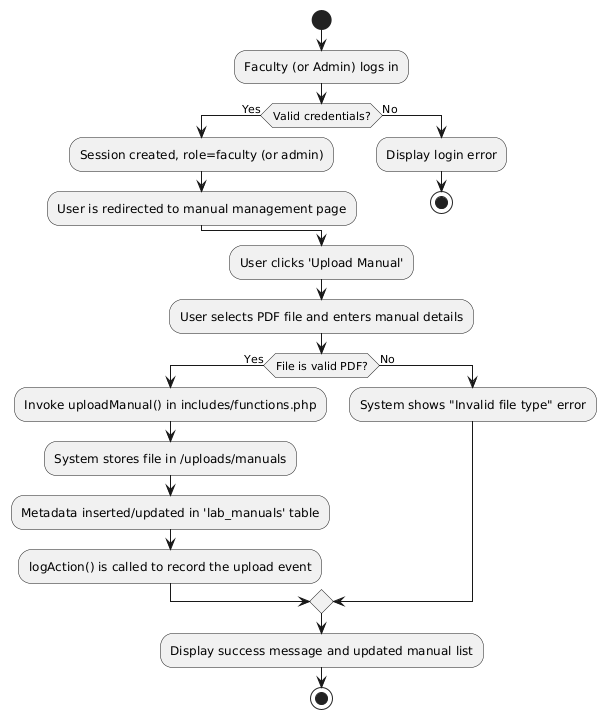 Faculty (or Admin) logs in
Yes
Valid credentials?
No
Session created, role=faculty (or admin)
Display login error
User is redirected to manual management page
User clicks 'Upload Manual'
User selects PDF file and enters manual details
Yes
File is valid PDF?
No
Invoke uploadManual() in includes/functions.php
System shows "Invalid file type" error
System stores file in /uploads/manuals
Metadata inserted/updated in 'lab_manuals' table
logAction() is called to record the upload event
Display success message and updated manual list